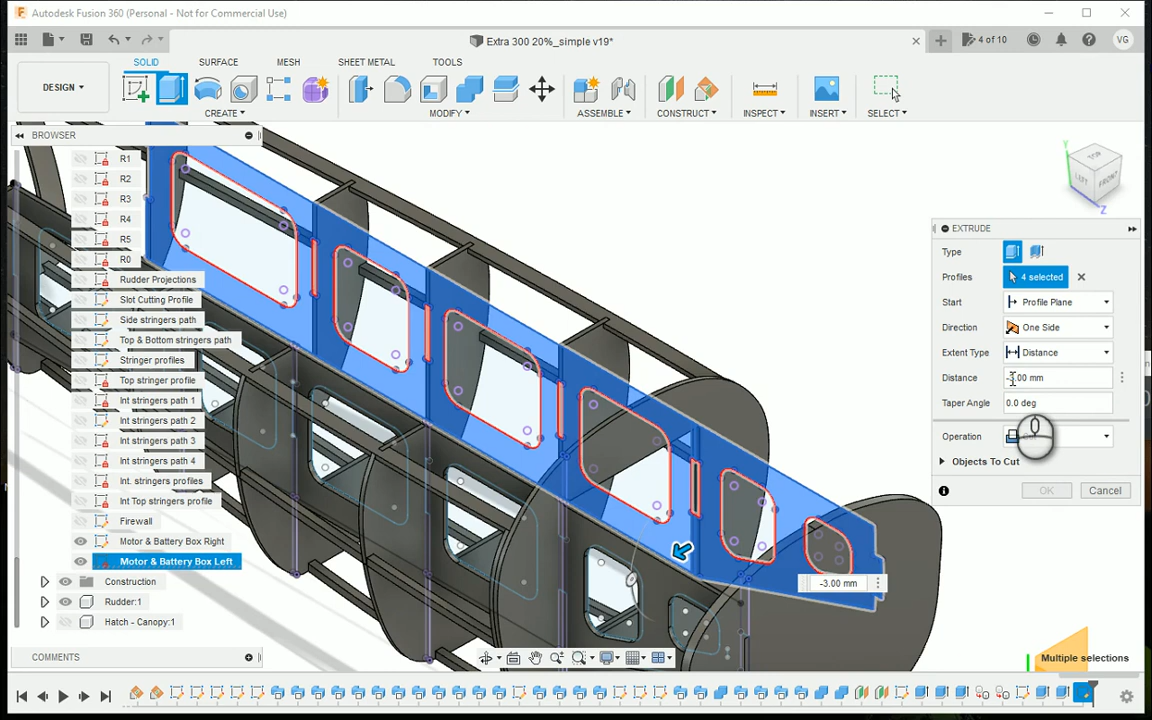 Autodesk Fusion 360 (Personal - Not for Commercial Use)
Extra 300 20%_simple v19*
4 of 10
VG
DESIGN
SOLID
SURFACE
MESH
SHEET METAL
TOOLS
CREATE
MODIFY
ASSEMBLE
CONSTRUCT
INSPECT
INSERT
SELECT
BROWSER
R1
R2
R3
R4
R5
R0
Rudder Projections
Slot Cutting Profile
Side stringers path
Top & Bottom stringers path
Stringer profiles
Top stringer profile
Int stringers path 1
Int stringers path 2
Int stringers path 3
Int stringers path 4
Int. stringers profiles
Int Top stringers profile
Firewall
Motor & Battery Box Right
Motor & Battery Box Left
Construction
Rudder:1
Hatch - Canopy:1
COMMENTS
TOP
LEFT
FRONT
Y
Z
EXTRUDE
Type
Profiles
4 selected
Start
Profile Plane
Direction
One Side
Extent Type
Distance
Distance
-3.00 mm
Taper Angle
0.0 deg
Operation
Objects To Cut
OK
Cancel
-3.00 mm
Multiple selections